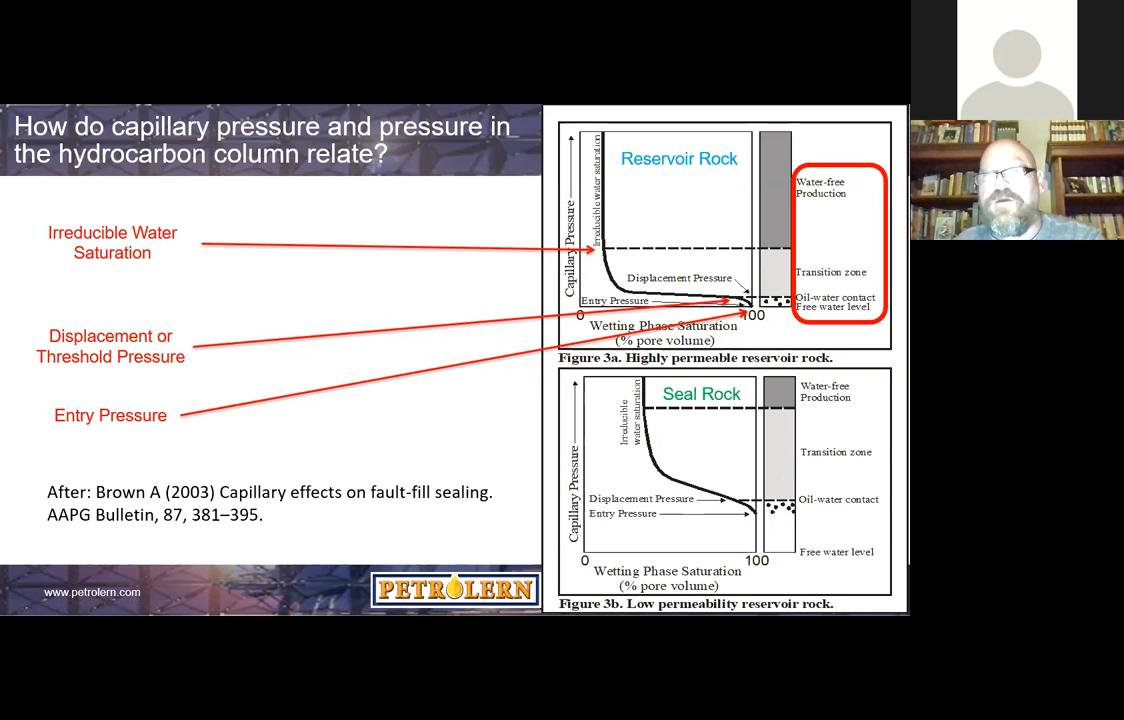 How do capillary pressure and pressure in
the hydrocarbon column relate?
Irreducible Water
Saturation
Displacement or
Threshold Pressure
Entry Pressure
After: Brown A (2003) Capillary effects on fault-fill sealing.
AAPG Bulletin, 87, 381–395.
www.petrolern.com
PETROLERN
Capillary Pressure
Irreducible water saturation
Reservoir Rock
Water-free
Production
Transition zone
Displacement Pressure
Oil-water contact
Entry Pressure
Free water level
0
100
Wetting Phase Saturation
(% pore volume)
Figure 3a. Highly permeable reservoir rock.
Capillary Pressure
Irreducible
water saturation
Seal Rock
Water-free
Production
Transition zone
Displacement Pressure
Oil-water contact
Entry Pressure
Free water level
0
100
Wetting Phase Saturation
(% pore volume)
Figure 3b. Low permeability reservoir rock.